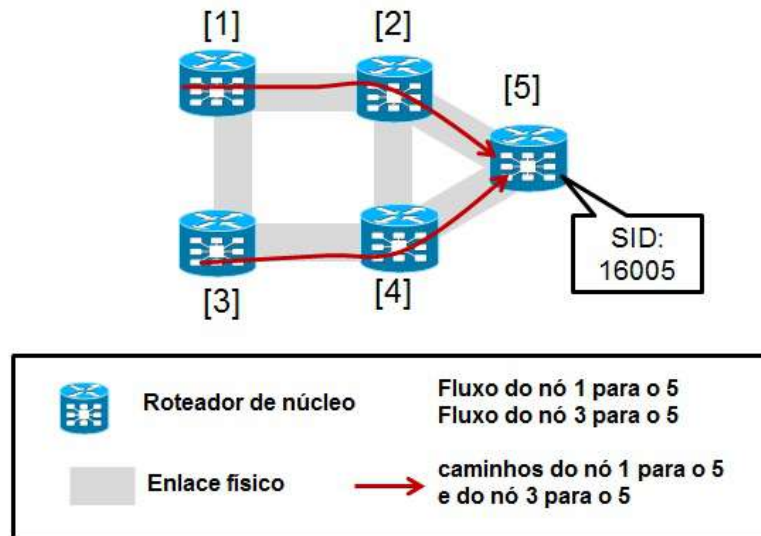 [1]
[2]
[5]
SID:
16005
[3]
[4]
Roteador de núcleo
Fluxo do nó 1 para o 5
Fluxo do nó 3 para o 5
Enlace físico
caminhos do nó 1 para o 5
e do nó 3 para o 5